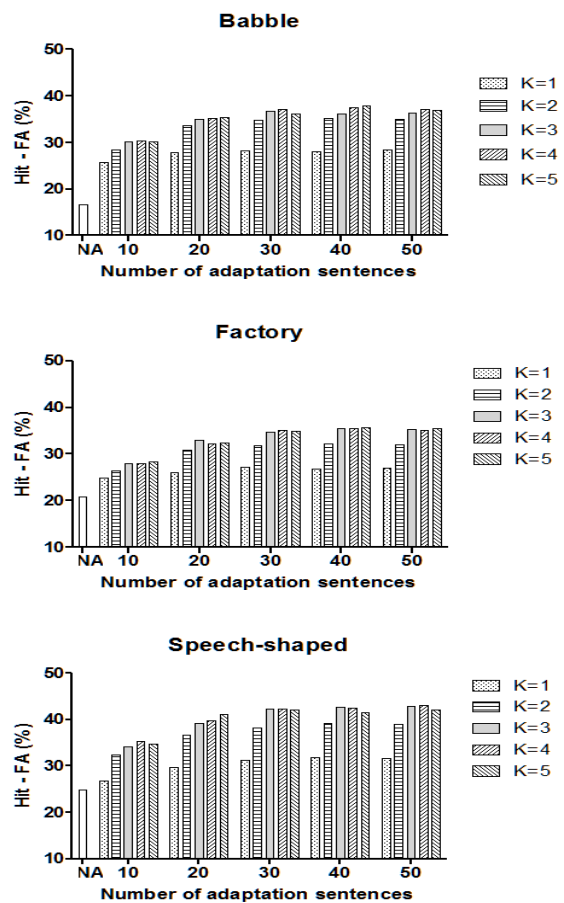 Babble
50
40
30
20
10
Hit - FA (%)
NA 10 20 30 40 50
Number of adaptation sentences
K=1
K=2
K=3
K=4
K=5
Factory
50
40
30
20
10
Hit - FA (%)
NA 10 20 30 40 50
Number of adaptation sentences
K=1
K=2
K=3
K=4
K=5
Speech-shaped
50
40
30
20
10
Hit - FA (%)
NA 10 20 30 40 50
Number of adaptation sentences
K=1
K=2
K=3
K=4
K=5